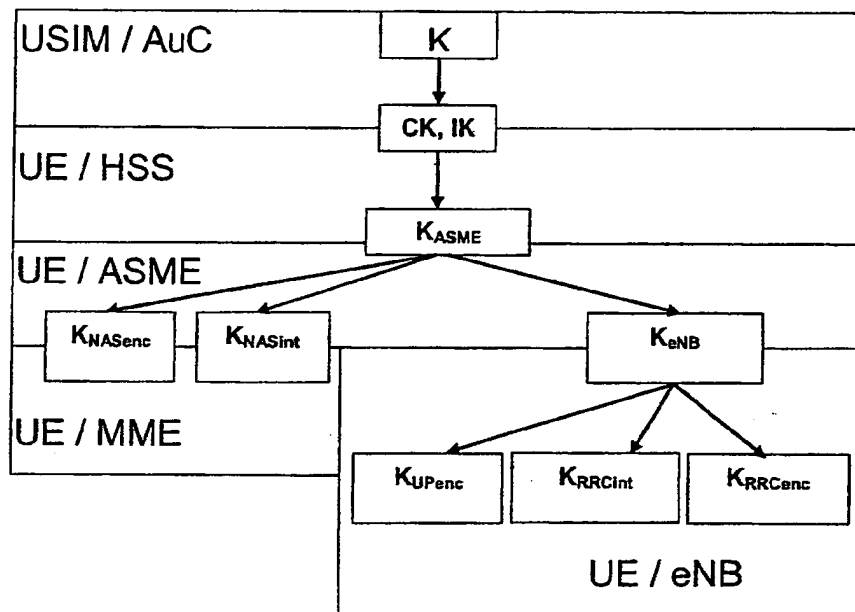 USIM / AuC
K
CK, IK
UE / HSS
KASME
UE / ASME
KNASenc
KNASint
KeNB
UE / MME
KUPenc
KRRCint
KRRCenc
UE / eNB